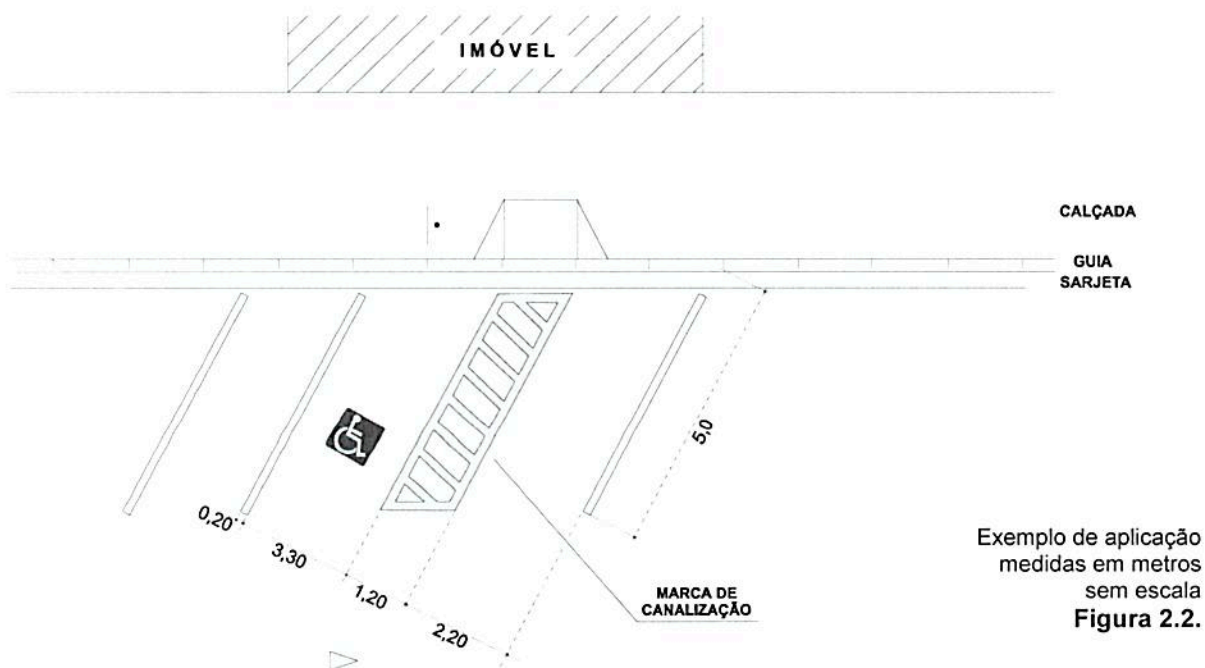 IMÓVEL
CALÇADA
GUIA
SARJETA
5,0
0,20
3,30
1,20
2,20
MARCA DE
CANALIZAÇÃO
Exemplo de aplicação
medidas em metros
sem escala
Figura 2.2.